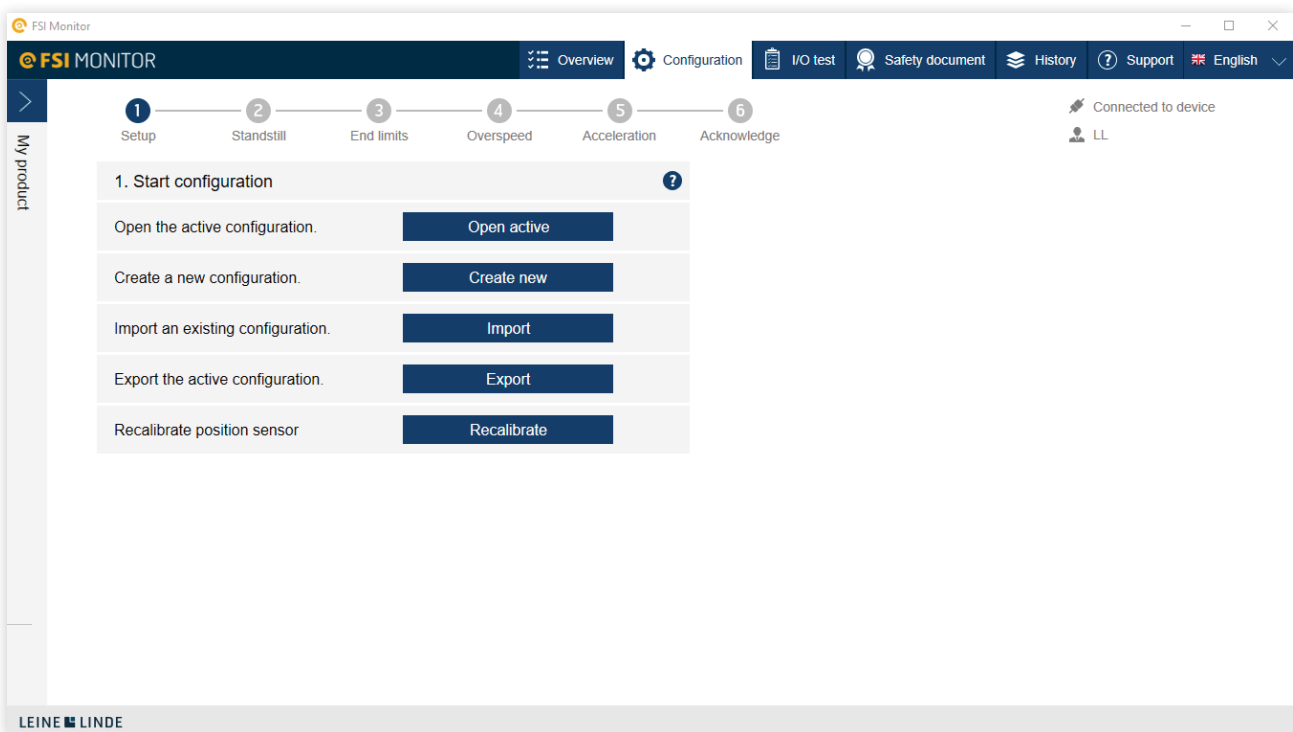 FSI Monitor
FSI MONITOR
Overview
Configuration
I/O test
Safety document
History
? Support
English
1
2
3
4
5
6
Setup
Standstill
End limits
Overspeed
Acceleration
Acknowledge
Connected to device
LL
My product
1. Start configuration ?
Open the active configuration. Open active
Create a new configuration. Create new
Import an existing configuration. Import
Export the active configuration. Export
Recalibrate position sensor Recalibrate
LEINE LINDE